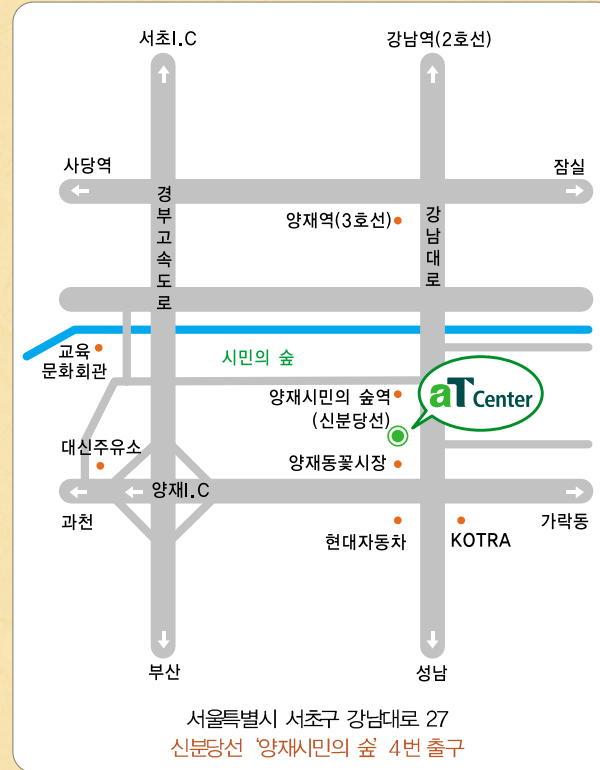 서초I.C
강남역(2호선)
사당역
잠실
경부고속도로
양재역(3호선)
강남대로
교육
문화회관
시민의 숲
양재시민의 숲역
(신분당선)
aT Center
대신주유소
양재동꽃시장
양재I.C
과천
현대자동차
KOTRA
가락동
부산
성남
서울특별시 서초구 강남대로 27
신분당선 ‘양재시민의 숲’ 4번 출구